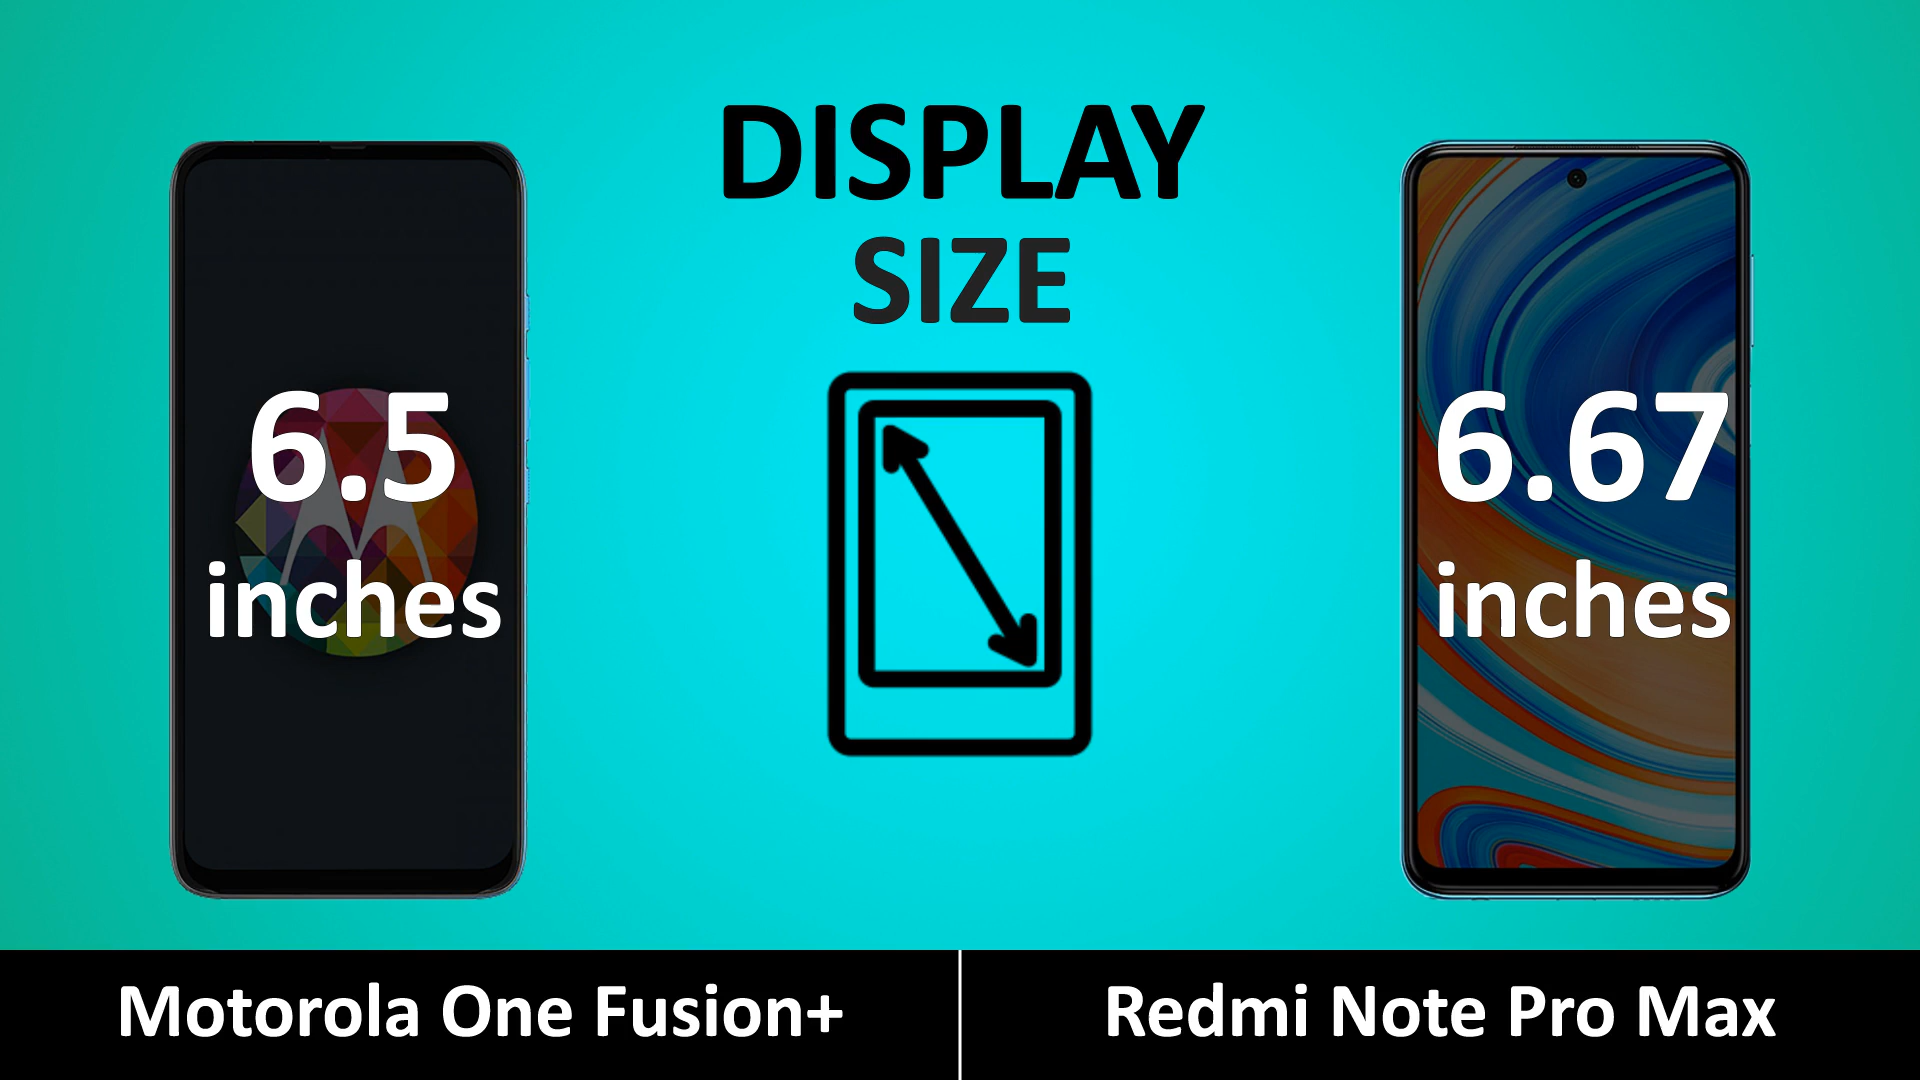 DISPLAY
SIZE
6.5
inches
6.67
inches
Motorola One Fusion+
Redmi Note Pro Max